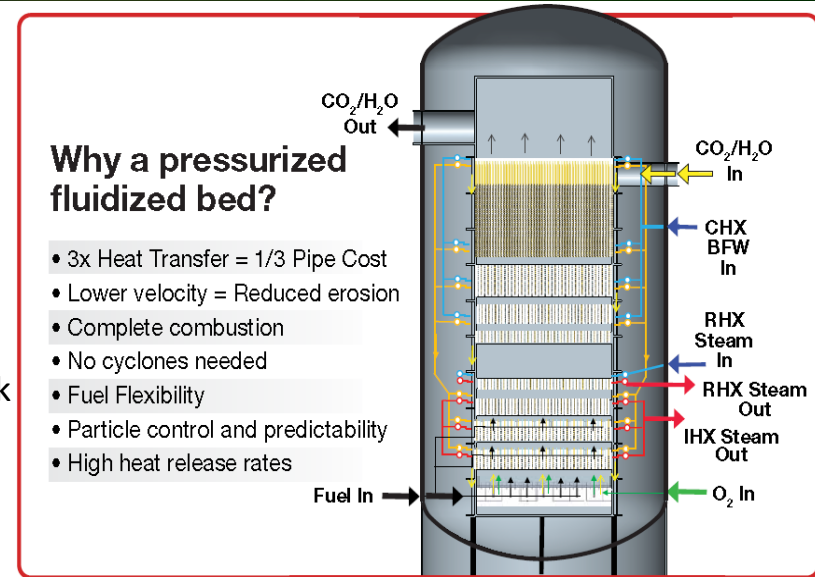 Why a pressurized
fluidized bed?
• 3x Heat Transfer = 1/3 Pipe Cost
• Lower velocity = Reduced erosion
• Complete combustion
• No cyclones needed
• Fuel Flexibility
• Particle control and predictability
• High heat release rates
k
CO₂/H₂O
Out
CO₂/H₂O
In
CHX
BFW
In
RHX
Steam
In
RHX Steam
Out
IHX Steam
Out
Fuel In
O₂ In